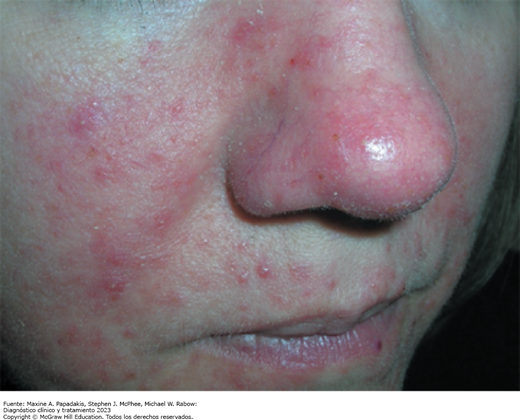 Fuente: Maxine A. Papadakis, Stephen J. McPhee, Michael W. Rabow:
Diagnóstico clínico y tratamiento 2023
Copyright © McGraw Hill Education. Todos los derechos reservados.